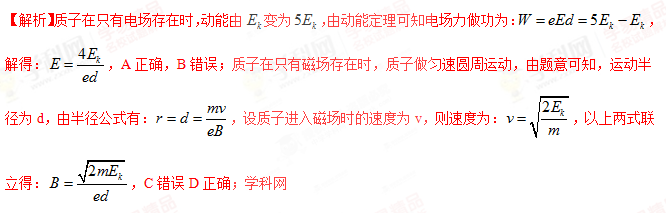 【解析】质子在只有电场存在时,动能由 E_k 变为 5E_k ,由动能定理可知电场力做功为:W = eEd = 5E_k − E_k ,
解得:E = \frac{4E_k}{ed} ,A 正确,B 错误;质子在只有磁场存在时,质子做匀速圆周运动,由题意可知,运动半
径为 d,由半径公式有:r = d = \frac{mv}{eB} ,设质子进入磁场时的速度为 v,则速度为:v = \sqrt{\frac{2E_k}{m}} ,以上两式联
立得:B = \frac{\sqrt{2mE_k}}{ed} ,C 错误 D 正确;学科网